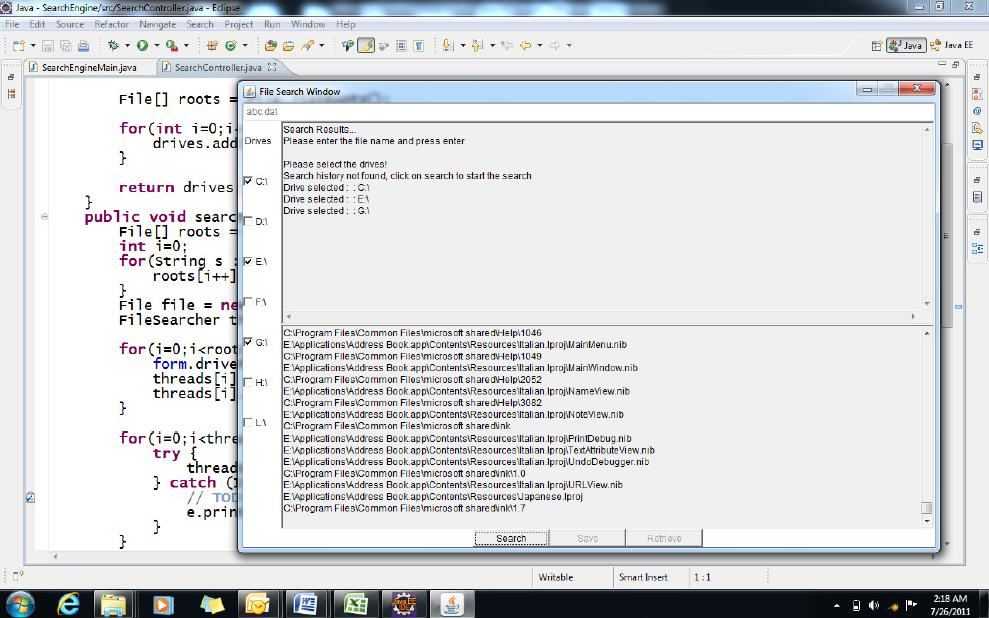 Java - SearchEngine/src/SearchController.java - Eclipse
File Edit Source Refactor Navigate Search Project Run Window Help
Java Java EE
SearchEngineMain.java SearchController.java
File[] roots =
for(int i=0;i
drives.add
}
return drives
}
public void searc
File[] roots =
int i=0;
for(String s :
roots[i++]
}
File file = ne
FileSearcher t
for(i=0;i<root
form.drive
threads[i]
threads[i]
}
for(i=0;i<thre
try {
thread
} catch (I
// TOD
e.prin
}
}
File Search Window
abc.dat
Drives
C:\
D:\
E:\
F:\
G:\
H:\
L:\
Search Results...
Please enter the file name and press enter
Please select the drives!
Search history not found, click on search to start the search
Drive selected : : C:\
Drive selected : : E:\
Drive selected : : G:\
C:\Program Files\Common Files\microsoft shared\Help\1046
E:\Applications\Address Book.app\Contents\Resources\Italian.lproj\MainMenu.nib
C:\Program Files\Common Files\microsoft shared\Help\1049
E:\Applications\Address Book.app\Contents\Resources\Italian.lproj\MainWindow.nib
C:\Program Files\Common Files\microsoft shared\Help\2052
E:\Applications\Address Book.app\Contents\Resources\Italian.lproj\NameView.nib
C:\Program Files\Common Files\microsoft shared\Help\3082
E:\Applications\Address Book.app\Contents\Resources\Italian.lproj\NoteView.nib
C:\Program Files\Common Files\microsoft shared\ink
E:\Applications\Address Book.app\Contents\Resources\Italian.lproj\PrintDebug.nib
E:\Applications\Address Book.app\Contents\Resources\Italian.lproj\TextAttributeView.nib
E:\Applications\Address Book.app\Contents\Resources\Italian.lproj\UndoDebugger.nib
C:\Program Files\Common Files\microsoft shared\ink\1.0
E:\Applications\Address Book.app\Contents\Resources\Italian.lproj\URLView.nib
E:\Applications\Address Book.app\Contents\Resources\Japanese.lproj
C:\Program Files\Common Files\microsoft shared\ink\1.7
Search Save Retrieve
Writable Smart Insert 1 : 1
Java EE
IDE
2:18 AM
7/26/2011